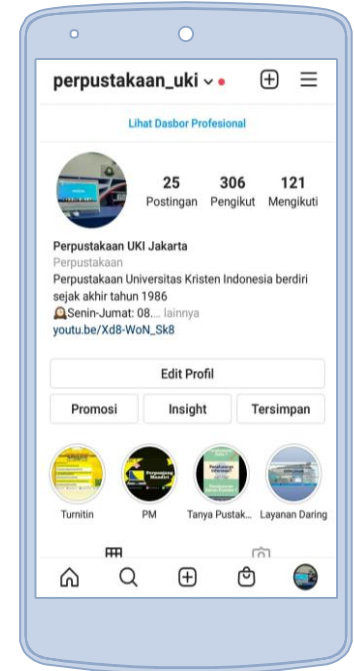 perpustakaan_uki
Lihat Dasbor Profesional
25 306 121
Postingan Pengikut Mengikuti
Perpustakaan UKI Jakarta
Perpustakaan
Perpustakaan Universitas Kristen Indonesia berdiri
sejak akhir tahun 1986
Senin-Jumat: 08.... lainnya
youtu.be/Xd8-WoN_Sk8
Edit Profil
Promosi Insight Tersimpan
Turnitin PM Tanya Pustak... Layanan Daring